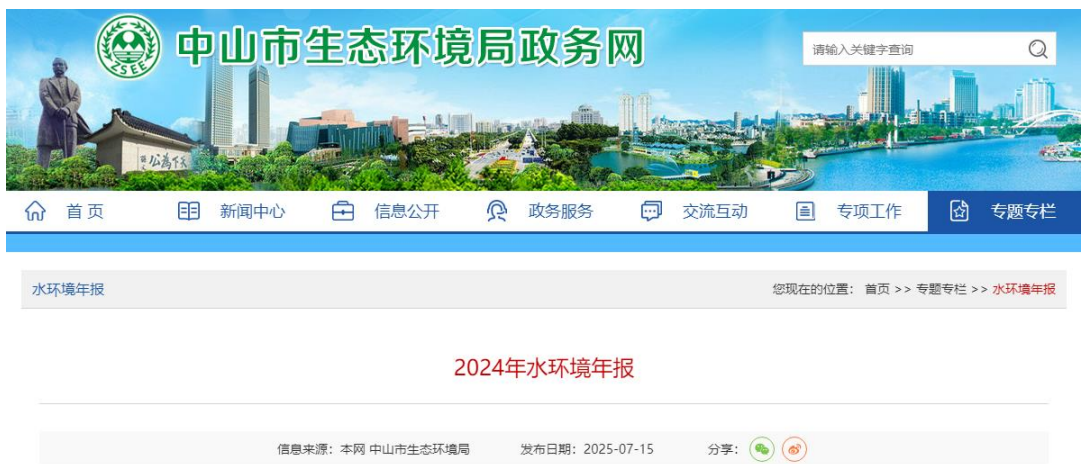 中山市生态环境局政务网
请输入关键字查询
ZSEE
天下為公
首页 新闻中心 信息公开 政务服务 交流互动 专项工作 专题专栏
水环境年报 您现在的位置： 首页 >> 专题专栏 >> 水环境年报
2024年水环境年报
信息来源：本网 中山市生态环境局 发布日期：2025-07-15 分享：